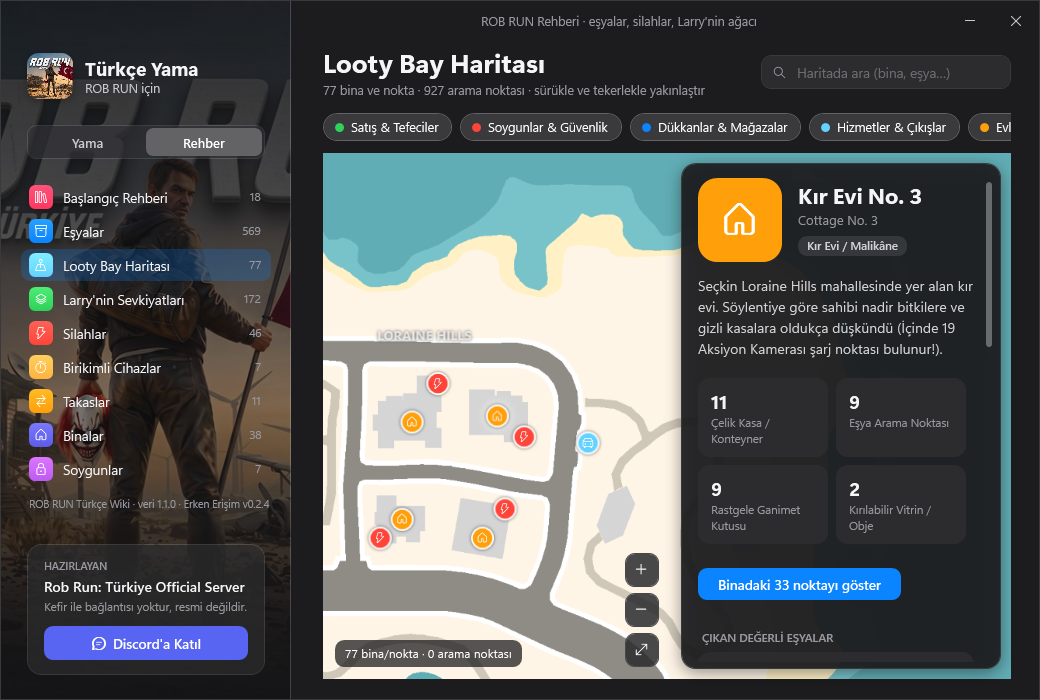 ROB RUN Rehberi · eşyalar, silahlar, Larry'nin ağacı
ROB RUN
Türkçe Yama
ROB RUN için
Yama
Rehber
TÜRKİYE
Başlangıç Rehberi 18
Eşyalar 569
Looty Bay Haritası 77
Larry'nin Sevkiyatları 172
Silahlar 46
Birikimli Cihazlar 7
Takaslar 11
Binalar 38
Soygunlar 7
ROB RUN Türkçe Wiki · veri 1.1.0 · Erken Erişim v0.2.4
HAZIRLAYAN
Rob Run: Türkiye Official Server
Kefir ile bağlantısı yoktur, resmi değildir.
Discord'a Katıl
Looty Bay Haritası
77 bina ve nokta · 927 arama noktası · sürükle ve tekerlekle yakınlaştır
Haritada ara (bina, eşya…)
Satış & Tefeciler
Soygunlar & Güvenlik
Dükkanlar & Mağazalar
Hizmetler & Çıkışlar
Evl
LORAINE HILLS
77 bina/nokta · 0 arama noktası
+
−
Kır Evi No. 3
Cottage No. 3
Kır Evi / Malikâne
Seçkin Loraine Hills mahallesinde yer alan kır
evi. Söylentiye göre sahibi nadir bitkilere ve
gizli kasalara oldukça düşkündü (İçinde 19
Aksiyon Kamerası şarj noktası bulunur!).
11
Çelik Kasa /
Konteyner
9
Eşya Arama Noktası
9
Rastgele Ganimet
Kutusu
2
Kırılabilir Vitrin /
Obje
Binadaki 33 noktayı göster
ÇIKAN DEĞERLİ EŞYALAR